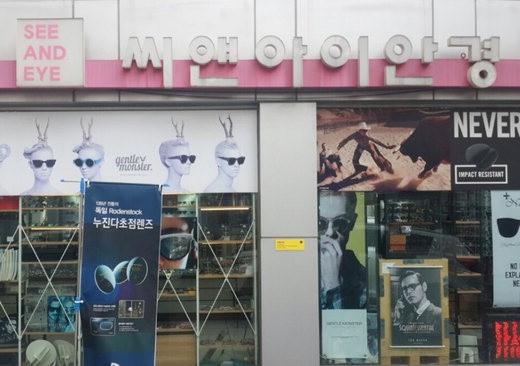 SEE
AND
EYE
씨앤아이안경
gentle
monster.
독일 Rodenstock
누진다초점렌즈
NEVER
IMPACT RESISTANT
NO
EXPLA
NE
GENTLE MONSTER